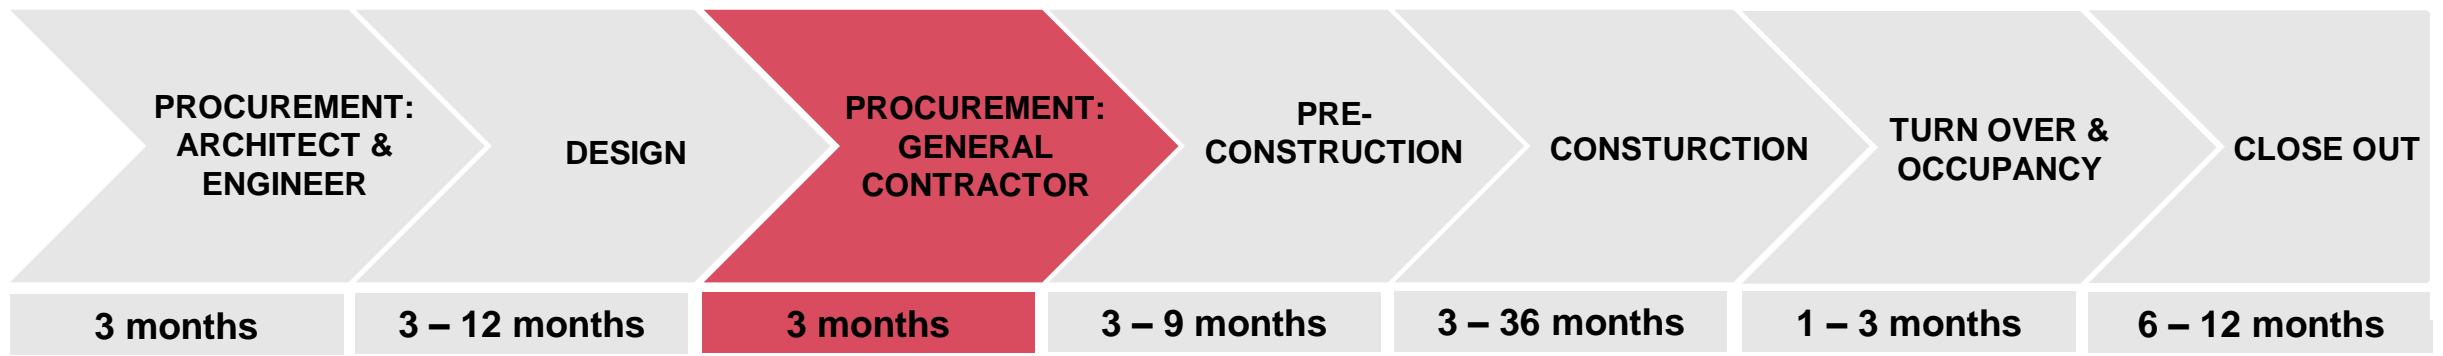 PROCUREMENT:
ARCHITECT &
ENGINEER
DESIGN
PROCUREMENT:
GENERAL
CONTRACTOR
PRE-
CONSTRUCTION
CONSTURCTION
TURN OVER &
OCCUPANCY
CLOSE OUT
3 months
3 – 12 months
3 months
3 – 9 months
3 – 36 months
1 – 3 months
6 – 12 months